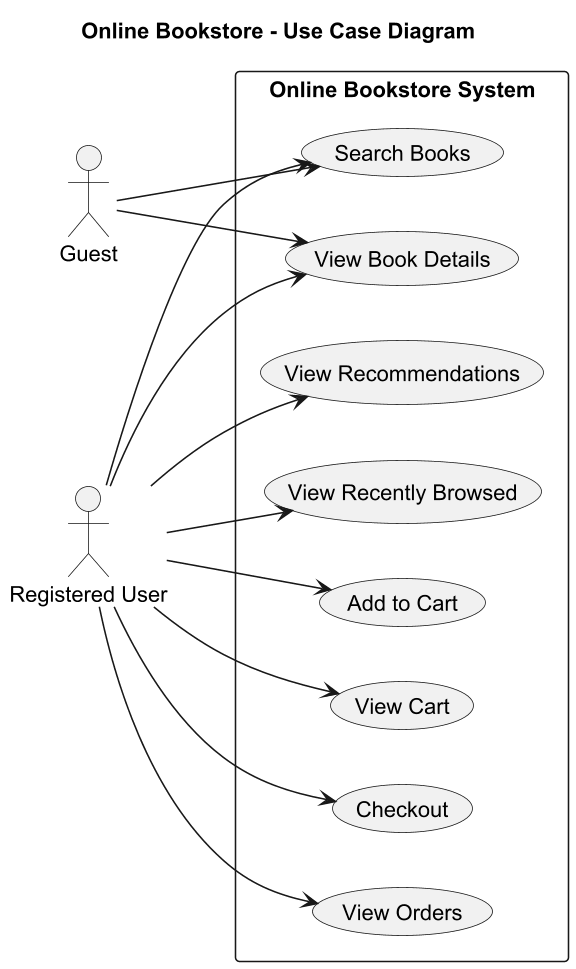 Online Bookstore - Use Case Diagram
Online Bookstore System
Search Books
Guest
View Book Details
View Recommendations
View Recently Browsed
Registered User
Add to Cart
View Cart
Checkout
View Orders